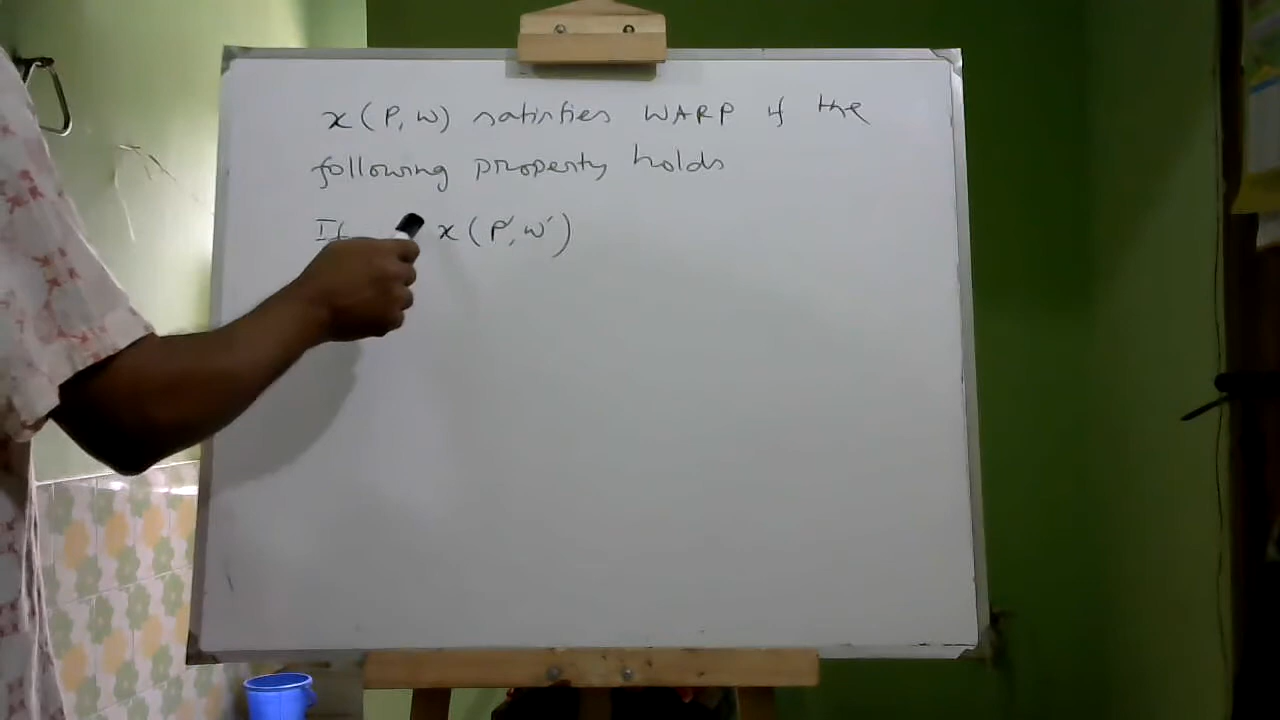 x(P,W) satisfies WARP if the
following property holds
If x(P′,W′)